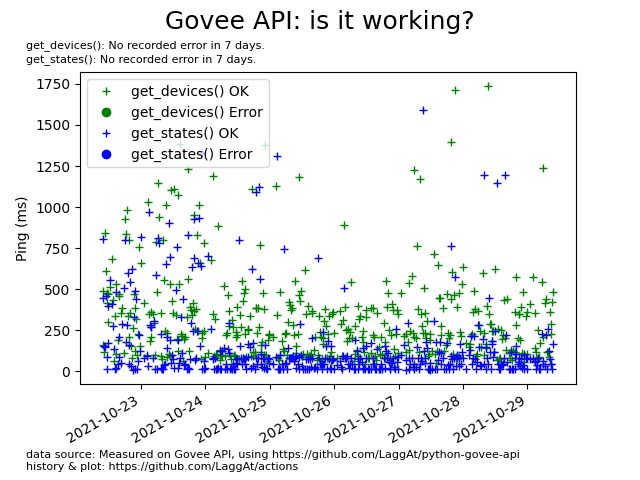 Govee API: is it working?
get_devices(): No recorded error in 7 days.
get_states(): No recorded error in 7 days.
get_devices() OK
get_devices() Error
get_states() OK
get_states() Error
Ping (ms)
1750
1500
1250
1000
750
500
250
0
2021-10-23
2021-10-24
2021-10-25
2021-10-26
2021-10-27
2021-10-28
2021-10-29
data source: Measured on Govee API, using https://github.com/LaggAt/python-govee-api
history & plot: https://github.com/LaggAt/actions